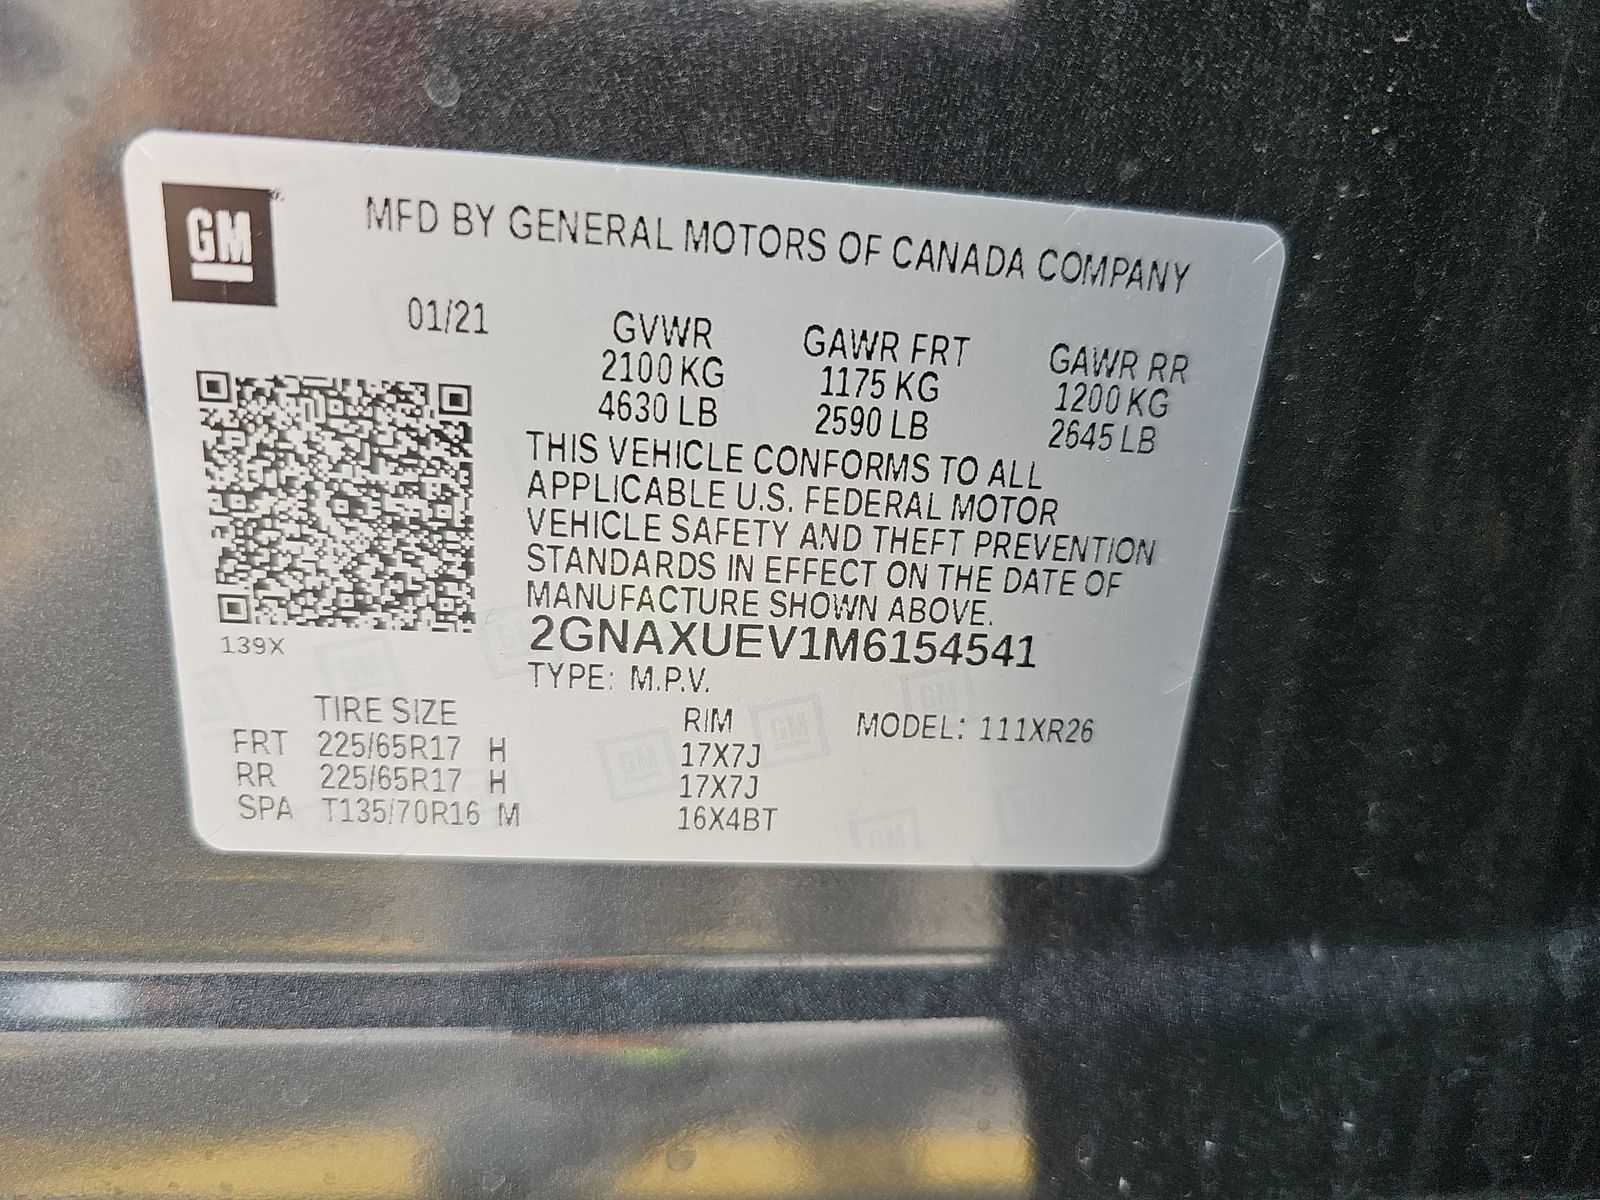 GM
MFD BY GENERAL MOTORS OF CANADA COMPANY
01/21
GVWR GAWR FRT GAWR RR
2100 KG 1175 KG 1200 KG
4630 LB 2590 LB 2645 LB
THIS VEHICLE CONFORMS TO ALL
APPLICABLE U.S. FEDERAL MOTOR
VEHICLE SAFETY AND THEFT PREVENTION
STANDARDS IN EFFECT ON THE DATE OF
MANUFACTURE SHOWN ABOVE.
139X
2GNAXUEV1M6154541
TYPE: M.P.V.
TIRE SIZE RIM MODEL: 111XR26
FRT 225/65R17 H 17X7J
RR 225/65R17 H 17X7J
SPA T135/70R16 M 16X4BT